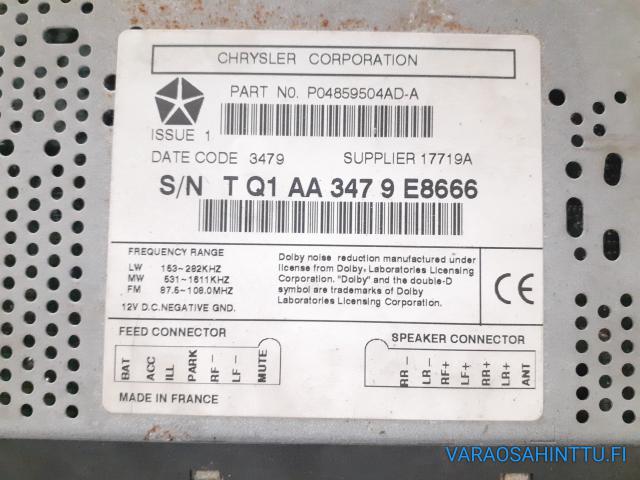 CHRYSLER CORPORATION
PART NO. P04859504AD-A
ISSUE 1
DATE CODE 3479 SUPPLIER 17719A
S/N T Q1 AA 347 9 E8666
FREQUENCY RANGE
LW 153-282KHZ
MW 531-1611KHZ
FM 87.5-108.0MHZ
12V D.C.NEGATIVE GND.
Dolby noise reduction manufactured under
license from Dolby, Laboratories Licensing
Corporation. "Dolby" and the double-D
symbol are trademarks of Dolby
Laboratories Licensing Corporation.
CE
FEED CONNECTOR
BAT ACC ILL PARK RF- LF- MUTE
MADE IN FRANCE
SPEAKER CONNECTOR
RR- LR- RF+ LF+ RR+ LR+ ANT
VARAOSAHINTTU.FI